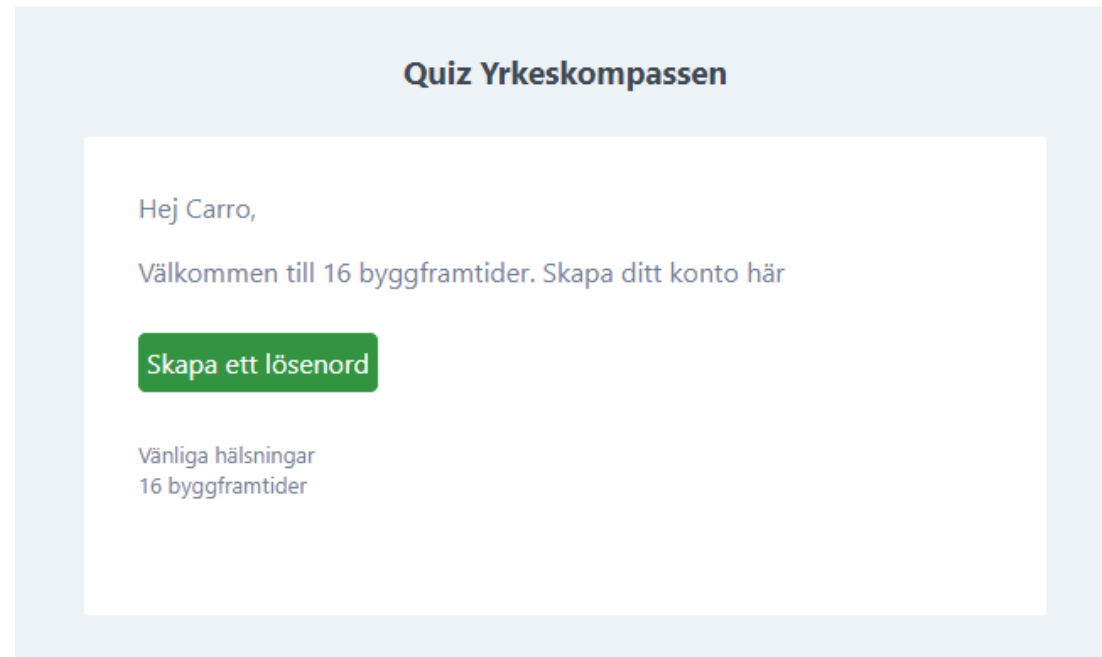 Quiz Yrkeskompassen
Hej Carro,
Välkommen till 16 byggframtider. Skapa ditt konto här
Skapa ett lösenord
Vänliga hälsningar
16 byggframtider